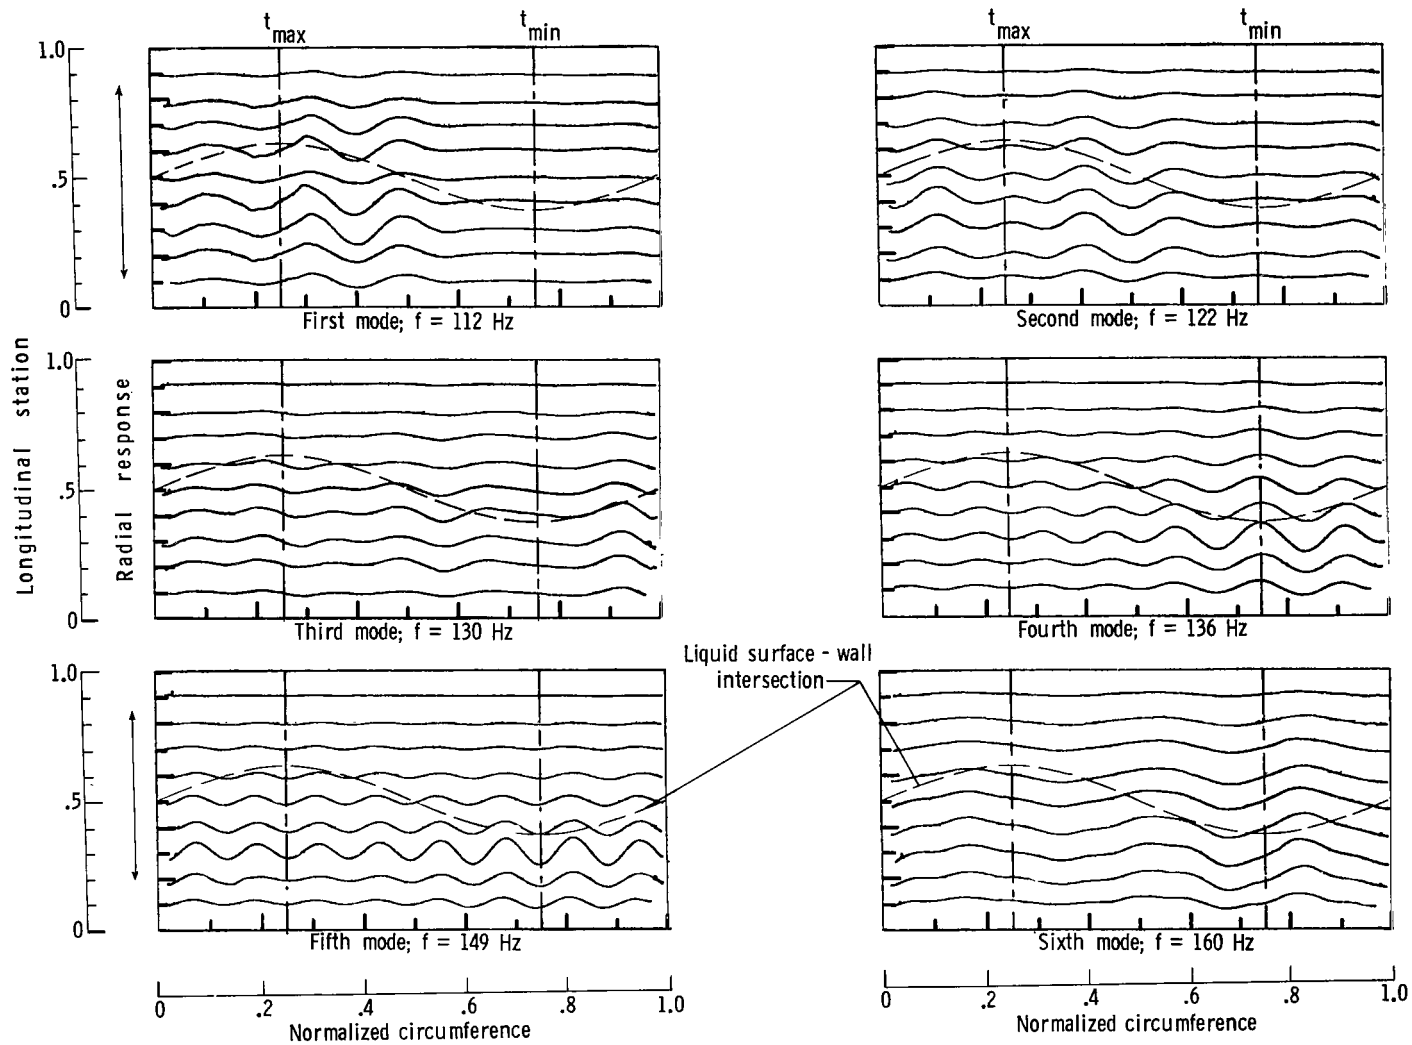 t max
t min
t max
t min
1.0
.5
0
First mode; f = 112 Hz
Second mode; f = 122 Hz
Longitudinal station
Radial response
1.0
.5
0
Third mode; f = 130 Hz
Fourth mode; f = 136 Hz
Liquid surface - wall
intersection
1.0
.5
0
Fifth mode; f = 149 Hz
Sixth mode; f = 160 Hz
0 .2 .4 .6 .8 1.0
Normalized circumference
0 .2 .4 .6 .8 1.0
Normalized circumference